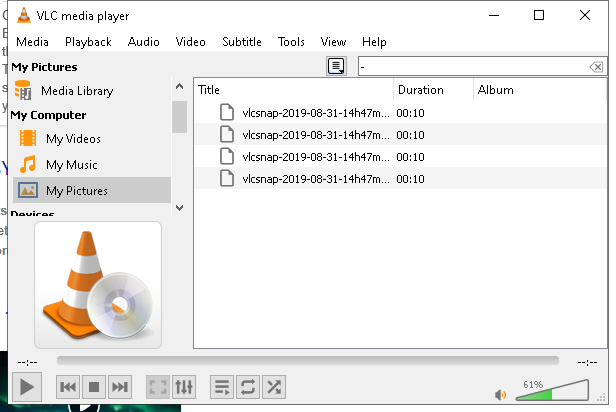 VLC media player
Media Playback Audio Video Subtitle Tools View Help
My Pictures
-
Media Library
My Computer
My Videos
My Music
My Pictures
Devices
Title Duration Album
vlcsnap-2019-08-31-14h47m... 00:10
vlcsnap-2019-08-31-14h47m... 00:10
vlcsnap-2019-08-31-14h47m... 00:10
vlcsnap-2019-08-31-14h47m... 00:10
--:-- --:--
61%